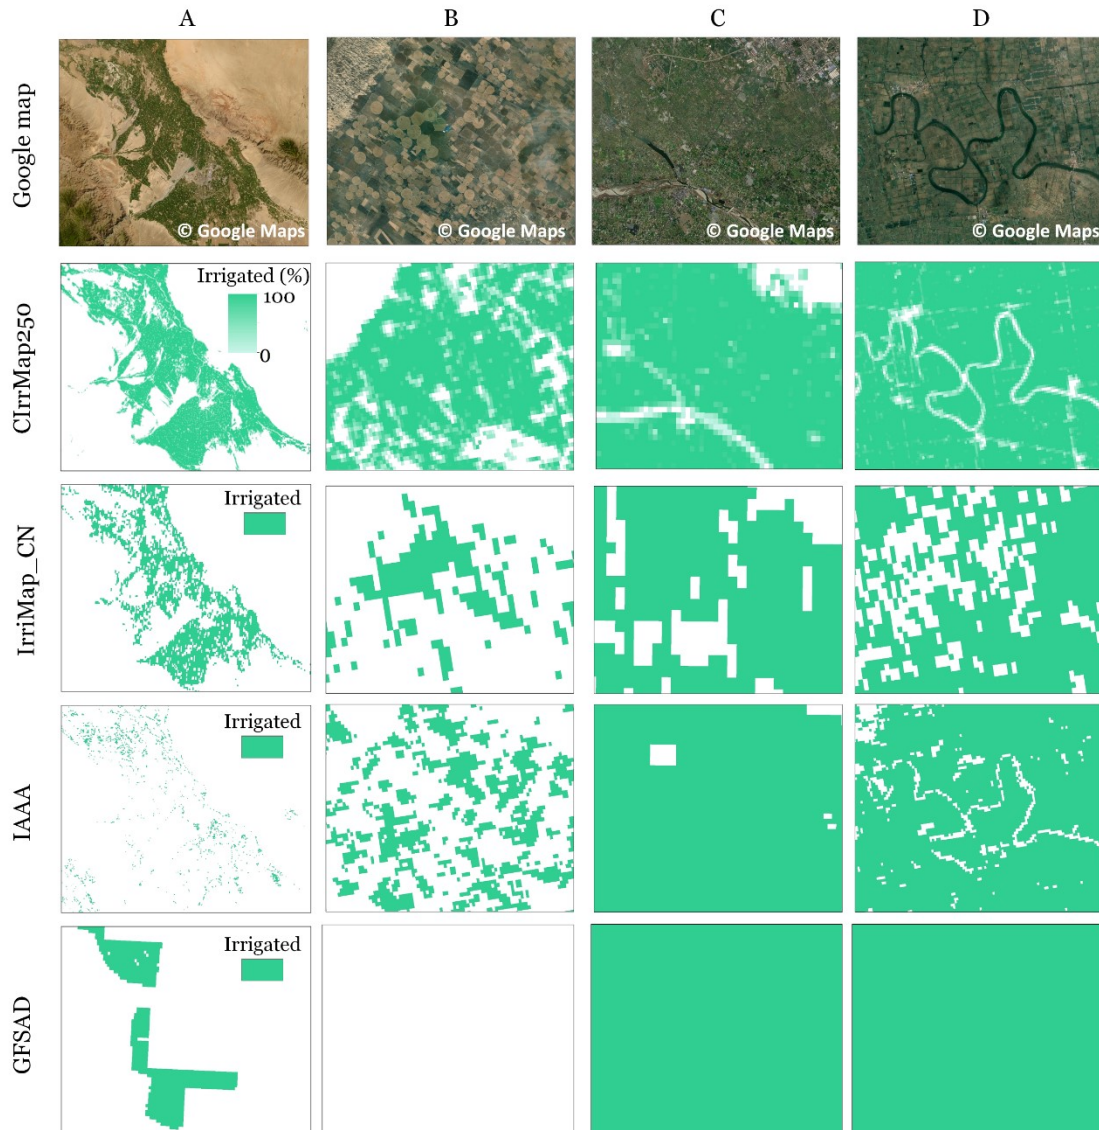 A B C D
Google map
© Google Maps © Google Maps © Google Maps © Google Maps
CIrrMap250
Irrigated (%)
100
0
IrriMap_CN
Irrigated
IAAA
Irrigated
GFSAD
Irrigated